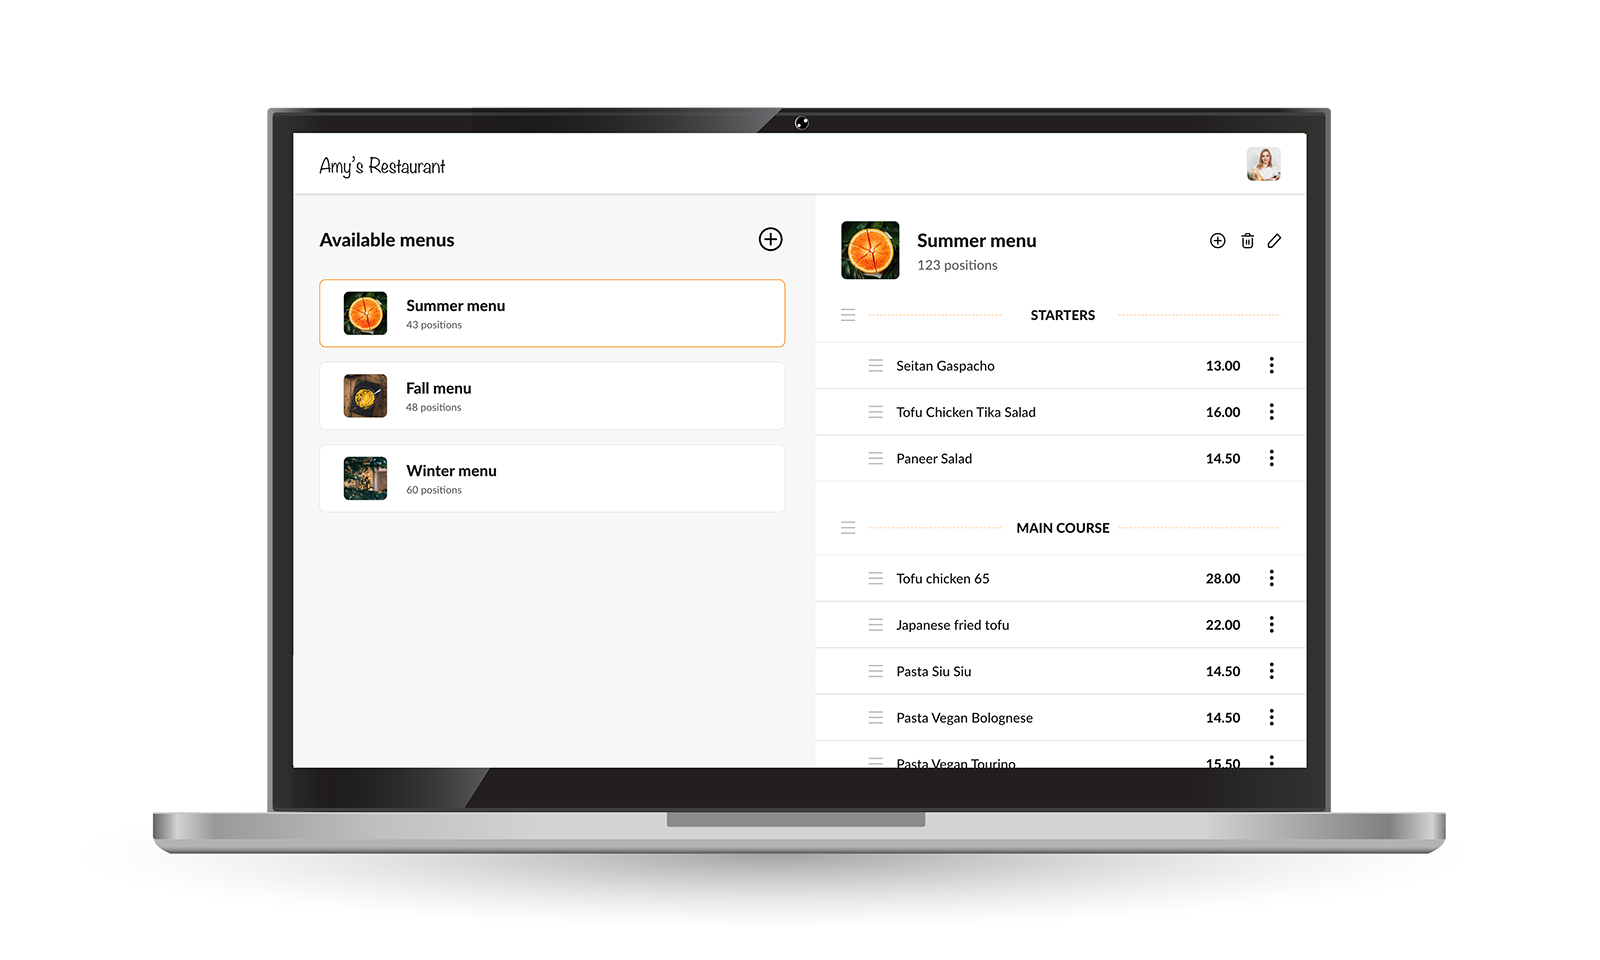 Amy's Restaurant
Available menus
Summer menu
43 positions
Fall menu
48 positions
Winter menu
60 positions
Summer menu
123 positions
STARTERS
Seitan Gaspacho 13.00
Tofu Chicken Tika Salad 16.00
Paneer Salad 14.50
MAIN COURSE
Tofu chicken 65 28.00
Japanese fried tofu 22.00
Pasta Siu Siu 14.50
Pasta Vegan Bolognese 14.50
Pasta Vegan Tourino 15.50